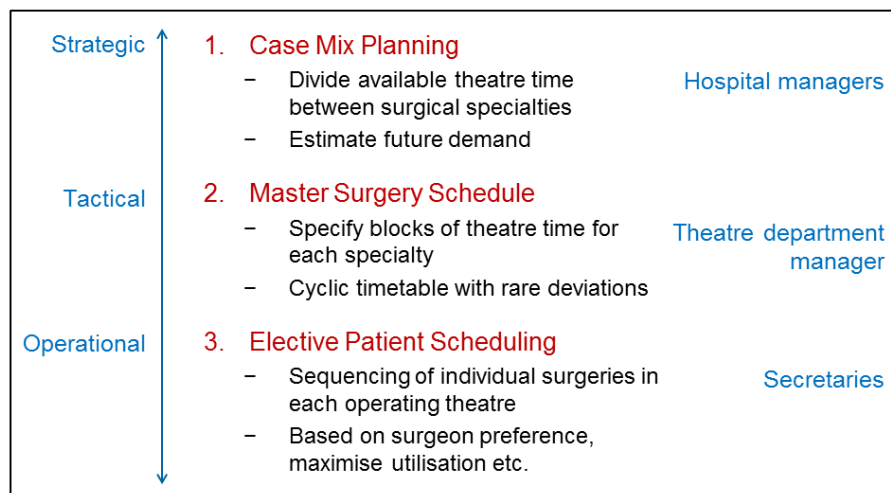 Strategic
1. Case Mix Planning
− Divide available theatre time
between surgical specialties
Hospital managers
− Estimate future demand
Tactical
2. Master Surgery Schedule
− Specify blocks of theatre time for
each specialty
Theatre department
manager
− Cyclic timetable with rare deviations
Operational
3. Elective Patient Scheduling
− Sequencing of individual surgeries in
each operating theatre
Secretaries
− Based on surgeon preference,
maximise utilisation etc.